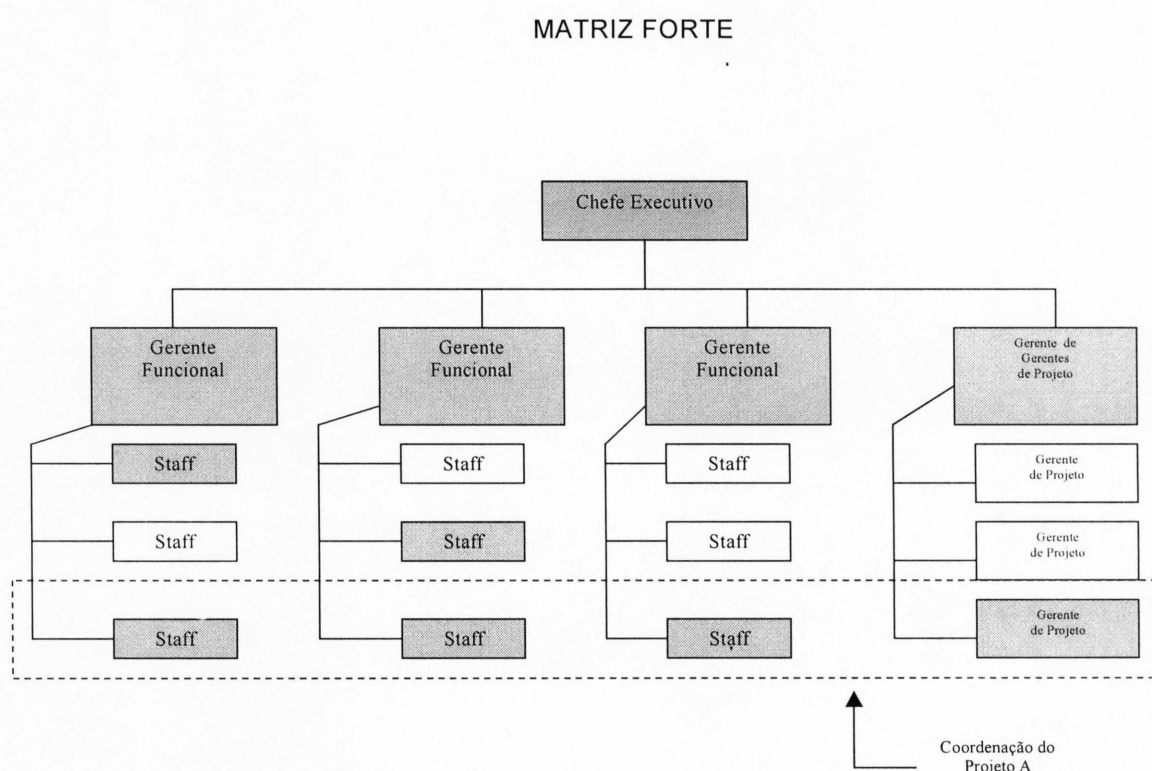 MATRIZ FORTE
Chefe Executivo
Gerente
Funcional
Gerente
Funcional
Gerente
Funcional
Gerente de
Gerentes
de Projeto
Staff
Staff
Staff
Gerente
de Projeto
Staff
Staff
Staff
Gerente
de Projeto
Staff
Staff
Staff
Gerente
de Projeto
Coordenação do
Projeto A